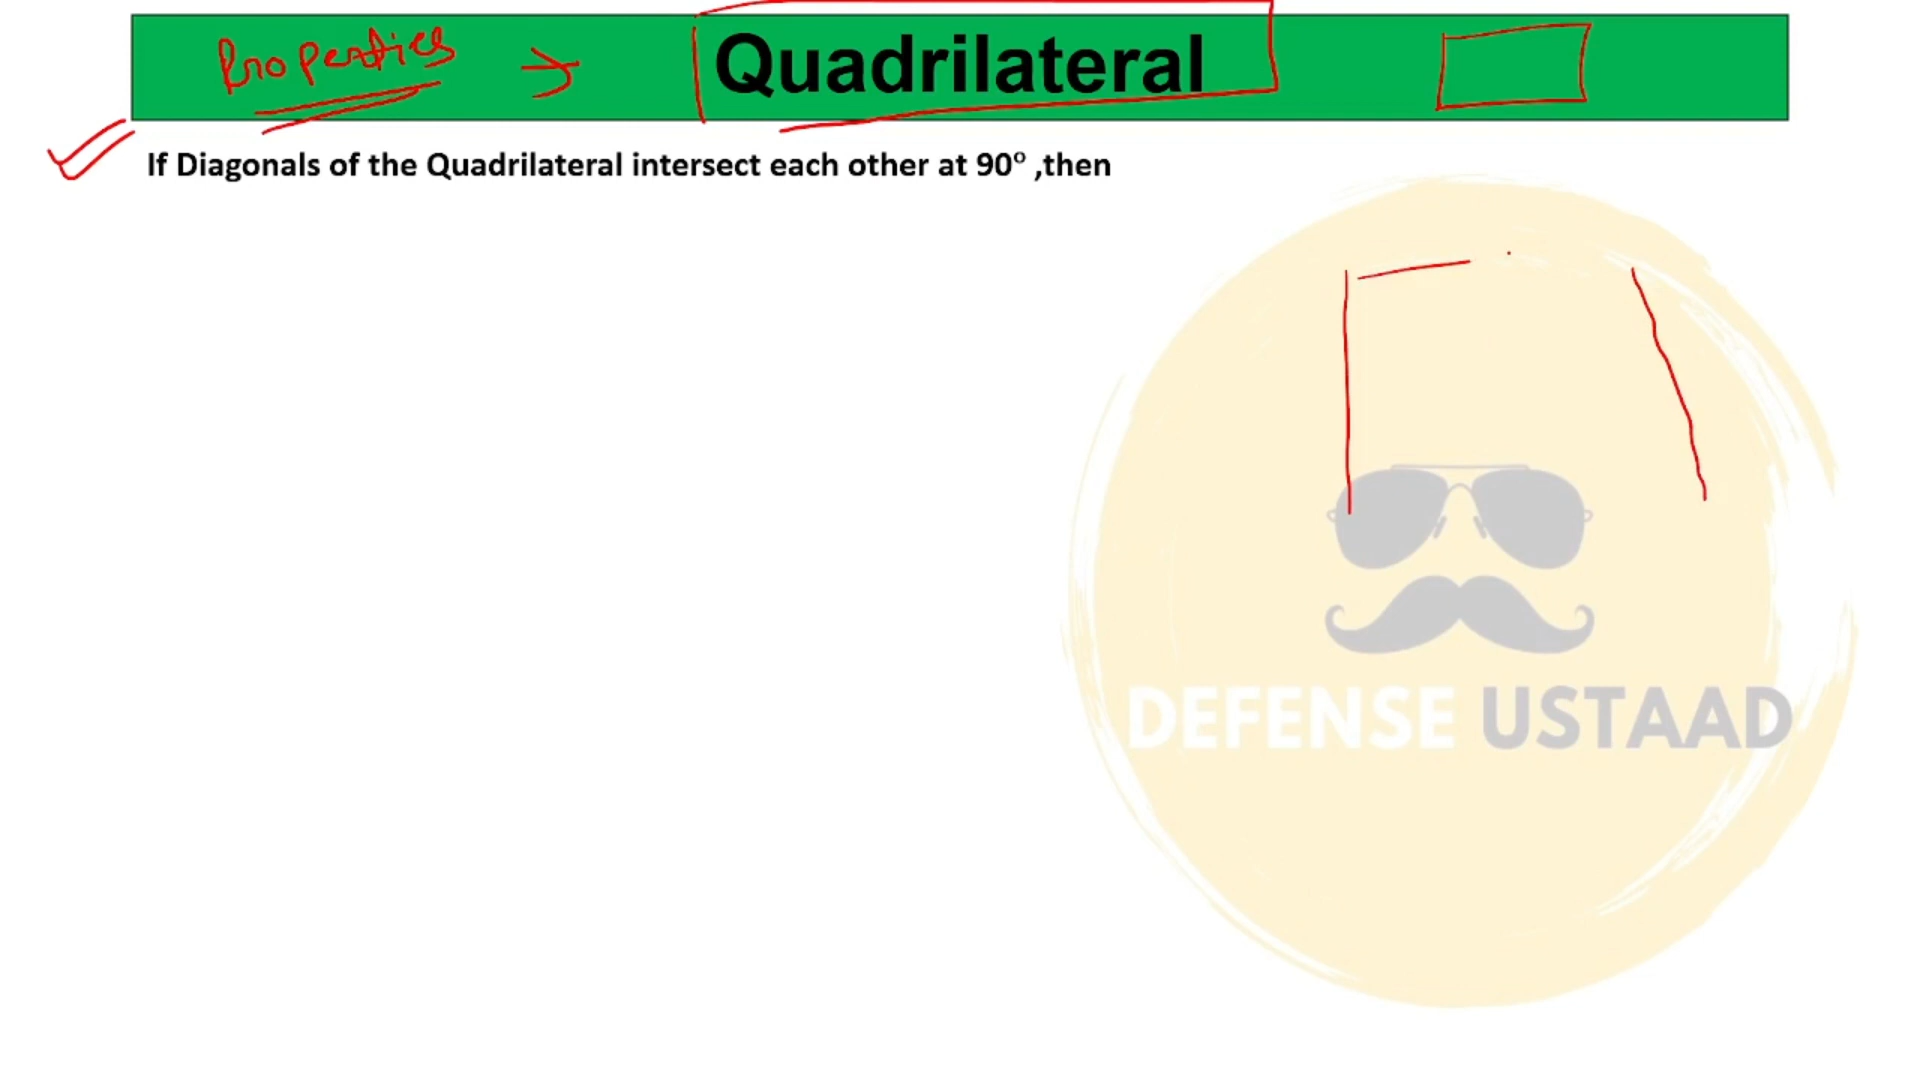 Properties → Quadrilateral
If Diagonals of the Quadrilateral intersect each other at 90° ,then
DEFENSE USTAAD